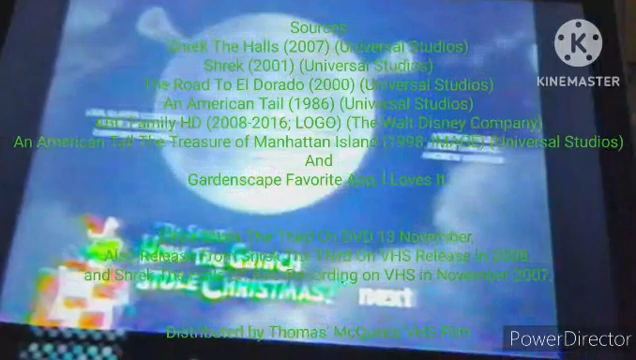 Sources
Shrek The Halls (2007) (Universal Studios)
Shrek (2001) (Universal Studios)
The Road To El Dorado (2000) (Universal Studios)
An American Tail (1986) (Universal Studios)
ABC Family HD (2008-2016; LOGO) (The Walt Disney Company)
An American Tail The Treasure of Manhattan Island (1998; IMAGE) (Universal Studios)
And
Gardenscape Favorite App, I Loves It.
KINEMASTER
Shrek The Third On DVD 13 November,
Also Release From Shrek The Third On VHS Release in 2008,
and Shrek The Halls Recording on VHS in November 2007.
STOLE CHRISTMAS!
next
Distributed by Thomas' McQueen VHS Film
PowerDirector